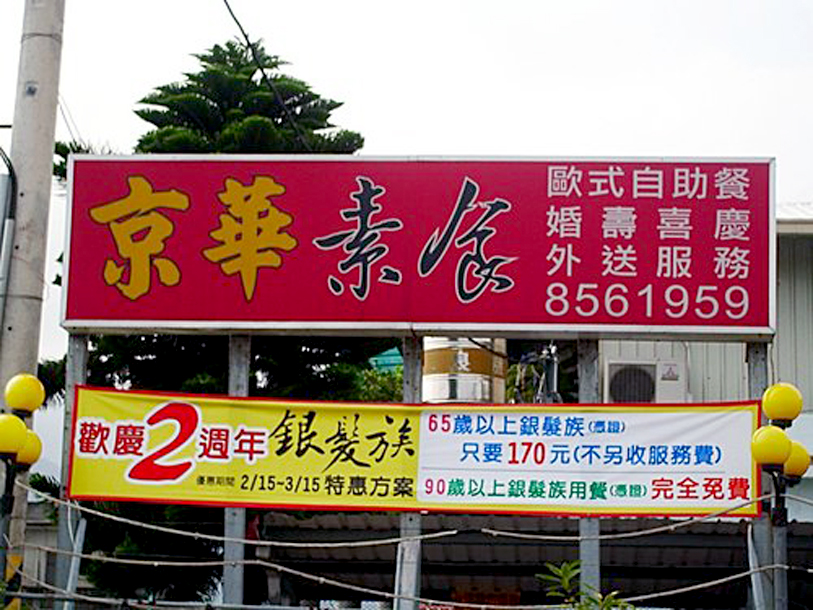 京華素食
歐式自助餐
婚壽喜慶
外送服務
8561959
歡慶2週年銀髮族
優惠期間 2/15~3/15特惠方案
65歲以上銀髮族(憑證)
只要170元(不另收服務費)
90歲以上銀髮族用餐(憑證)完全免費